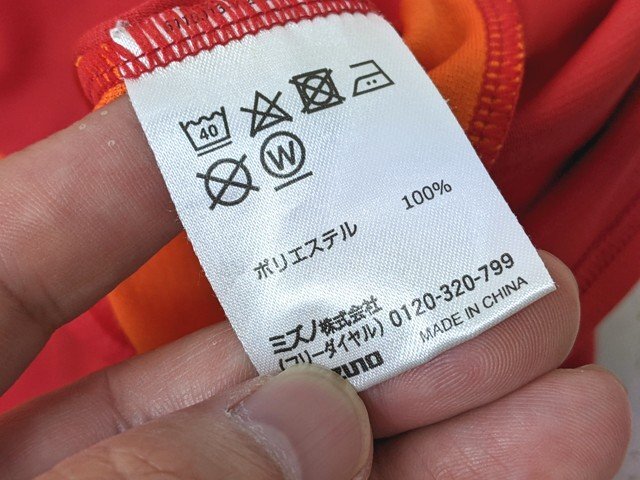 40
W
ポリエステル 100%
ミズノ株式会社
(フリーダイヤル) 0120-320-799
MADE IN CHINA